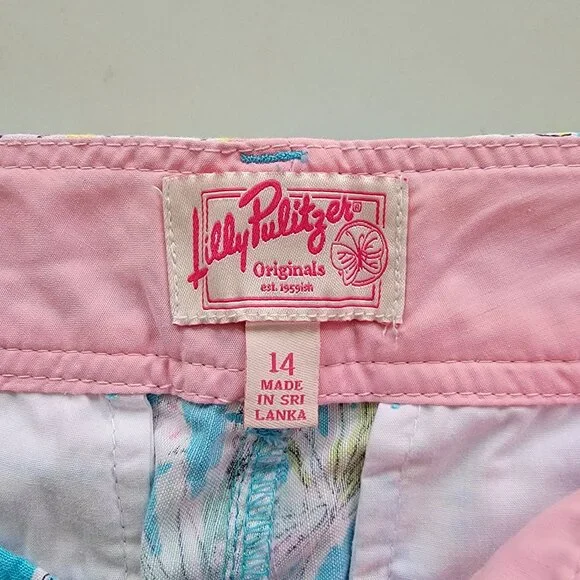 Lilly Pulitzer®
Originals
est. 1959ish
14
MADE
IN SRI
LANKA